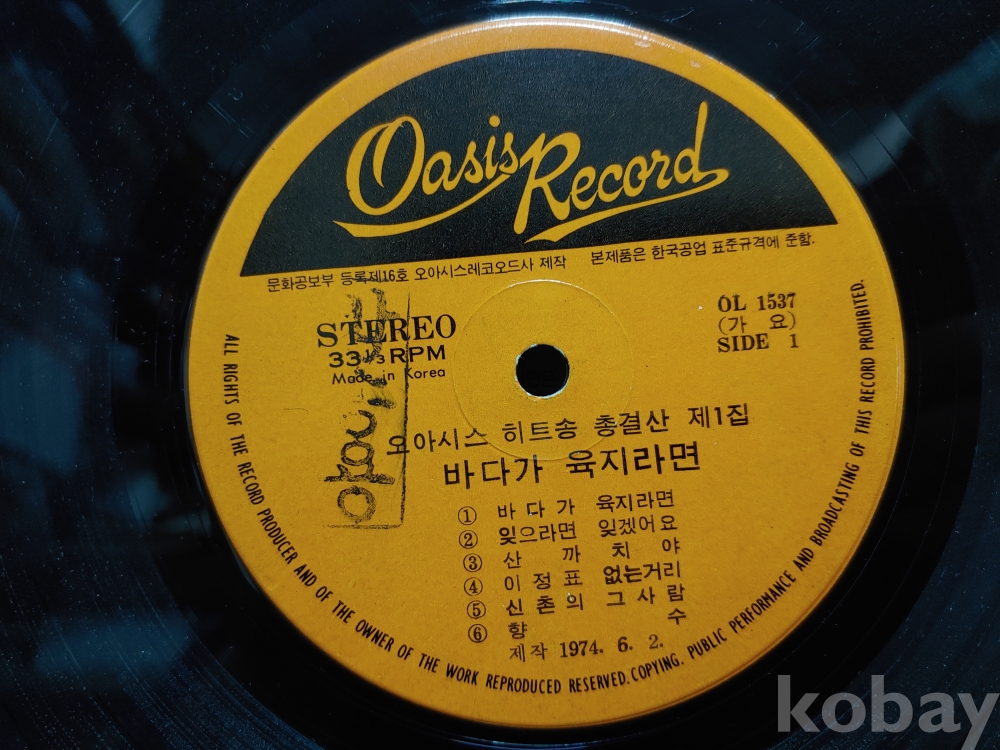 Oasis Record
문화공보부 등록제16호 오아시스레코오드사 제작 본제품은 한국공업 표준규격에 준함.
STEREO
33⅓ RPM
Made in Korea
OL 1537
(가 요)
SIDE 1
오아시스 히트송 총결산 제1집
바다가 육지라면
① 바다가 육지라면
② 잊으라면 잊겠어요
③ 산 까 치 야
④ 이정표 없는거리
⑤ 신촌의 그사람
⑥ 향 수
제작 1974. 6. 2.
ALL RIGHTS OF THE RECORD PRODUCER AND OF THE OWNER OF THE WORK REPRODUCED RESERVED. COPYING. PUBLIC PERFORMANCE AND BROADCASTING OF THIS RECORD PROHIBITED.
kobay